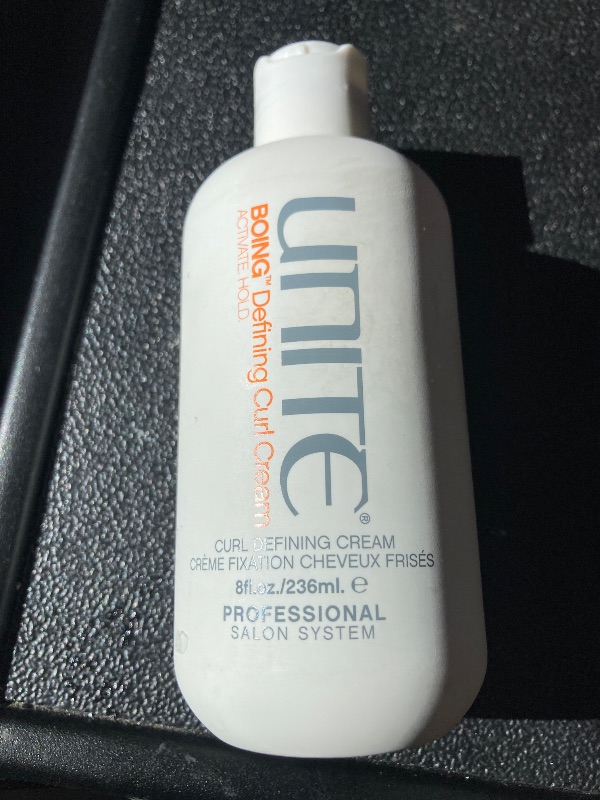 UNITE®
BOING™ Defining Curl Cream
ACTIVATE. HOLD.
CURL DEFINING CREAM
CRÈME FIXATION CHEVEUX FRISÉS
8fl.oz./236ml. e
PROFESSIONAL
SALON SYSTEM